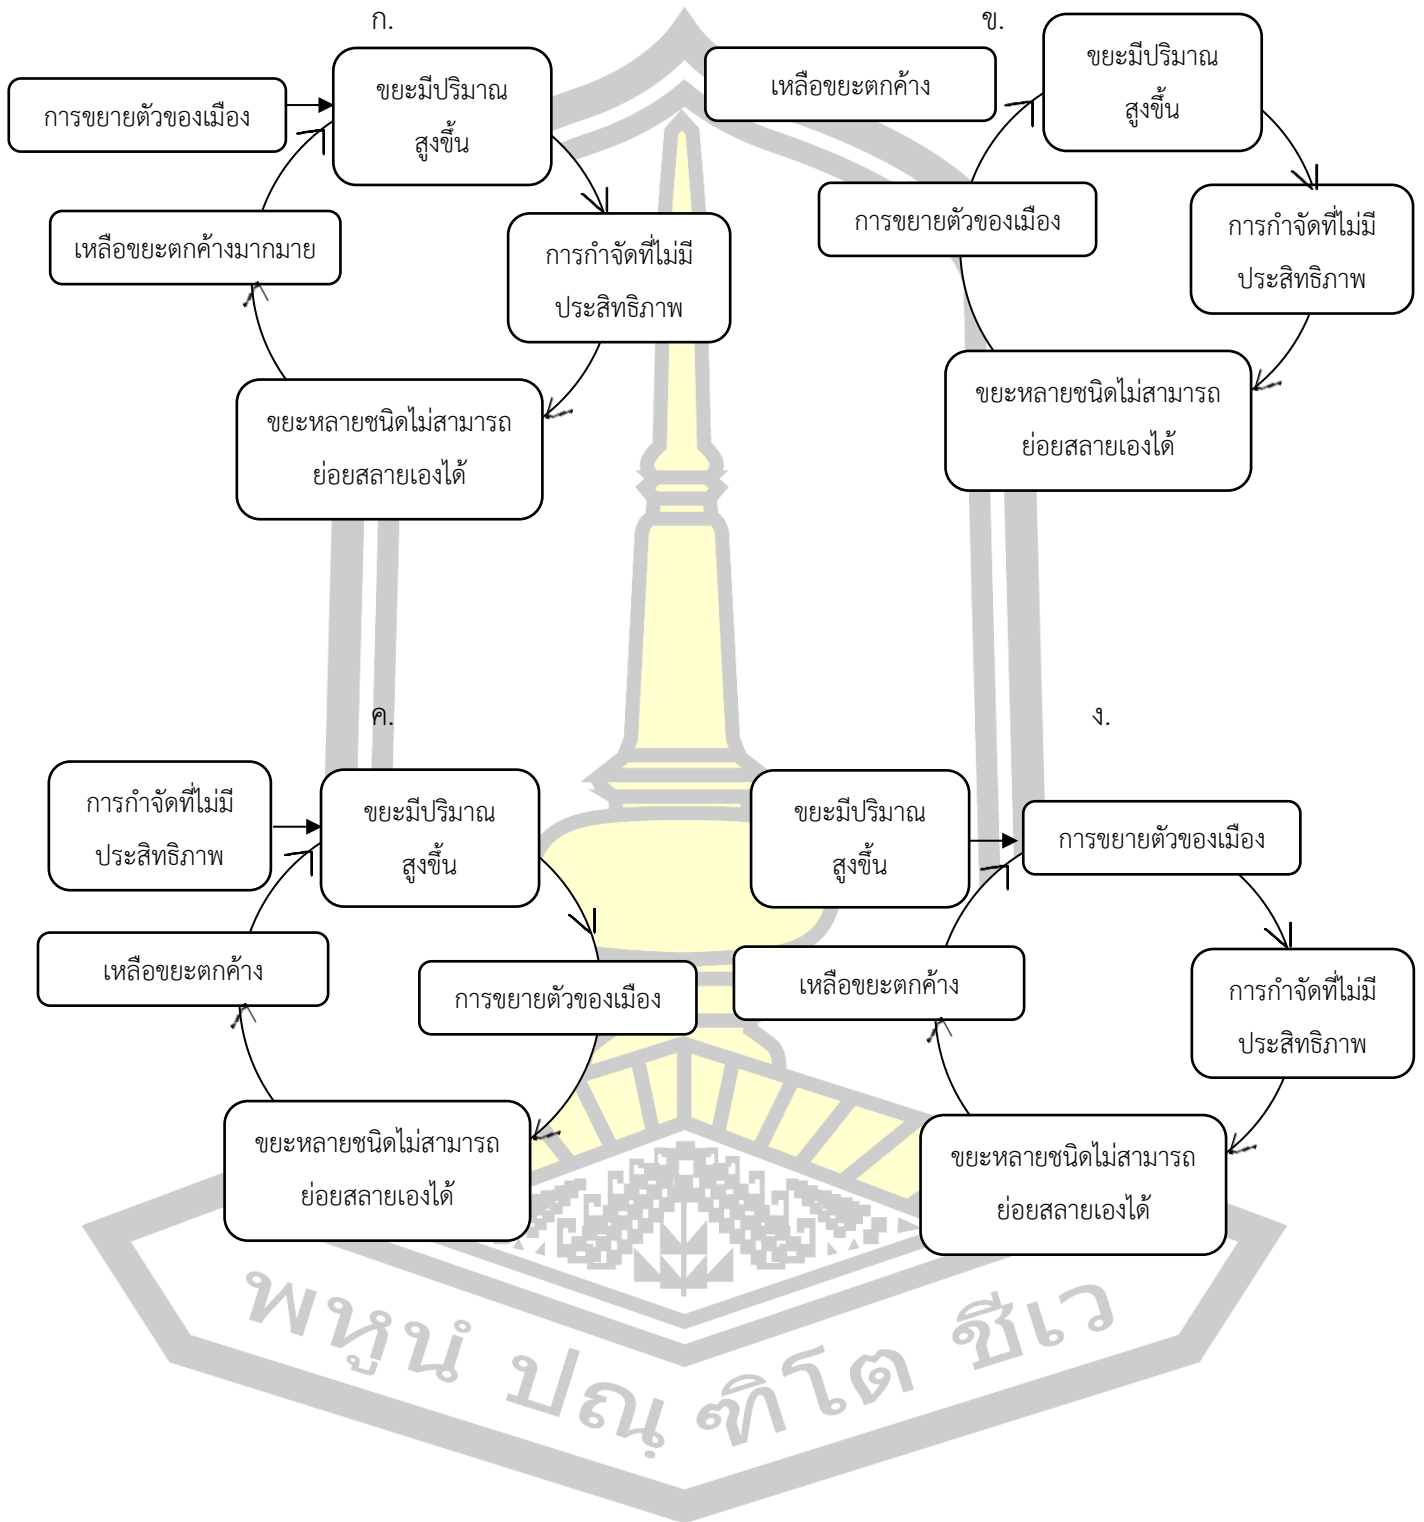 ก.
การขยายตัวของเมือง
ขยะมีปริมาณ
สูงขึ้น
การกำจัดที่ไม่มี
ประสิทธิภาพ
ขยะหลายชนิดไม่สามารถ
ย่อยสลายเองได้
เหลือขยะตกค้างมากมาย
ข.
เหลือขยะตกค้าง
ขยะมีปริมาณ
สูงขึ้น
การกำจัดที่ไม่มี
ประสิทธิภาพ
ขยะหลายชนิดไม่สามารถ
ย่อยสลายเองได้
การขยายตัวของเมือง
ค.
การกำจัดที่ไม่มี
ประสิทธิภาพ
ขยะมีปริมาณ
สูงขึ้น
การขยายตัวของเมือง
ขยะหลายชนิดไม่สามารถ
ย่อยสลายเองได้
เหลือขยะตกค้าง
ง.
ขยะมีปริมาณ
สูงขึ้น
การขยายตัวของเมือง
การกำจัดที่ไม่มี
ประสิทธิภาพ
ขยะหลายชนิดไม่สามารถ
ย่อยสลายเองได้
เหลือขยะตกค้าง
พหูนํ ปณฺ ฑิโต ชีเว